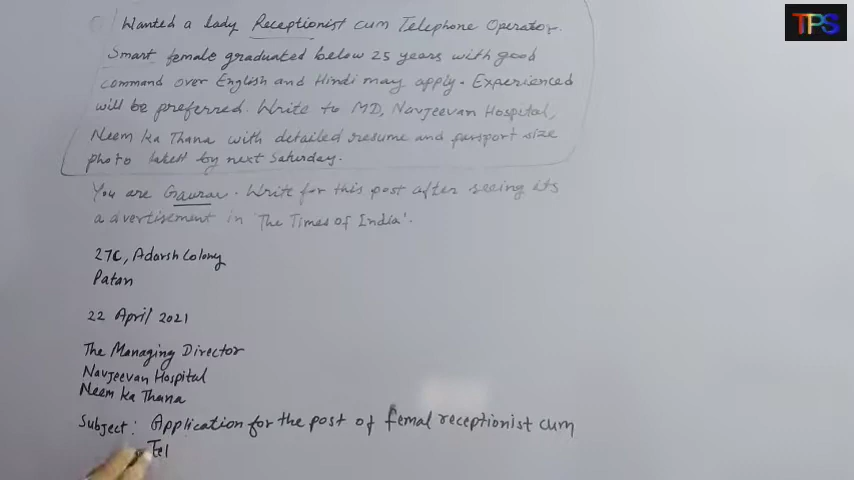 TPS
Wanted a lady Receptionist cum Telephone Operator.
Smart female graduated below 25 years with good
command over English and Hindi may apply. Experienced
will be preferred. Write to MD, Navjeevan Hospital,
Neem ka Thana with detailed resume and passport size
photo latest by next Saturday.
You are Gaurav. Write for this post after seeing its
advertisement in 'The Times of India'.
27C, Adarsh Colony
Patan
22 April 2021
The Managing Director
Navjeevan Hospital
Neem ka Thana
Subject: Application for the post of femal receptionist cum
Tel